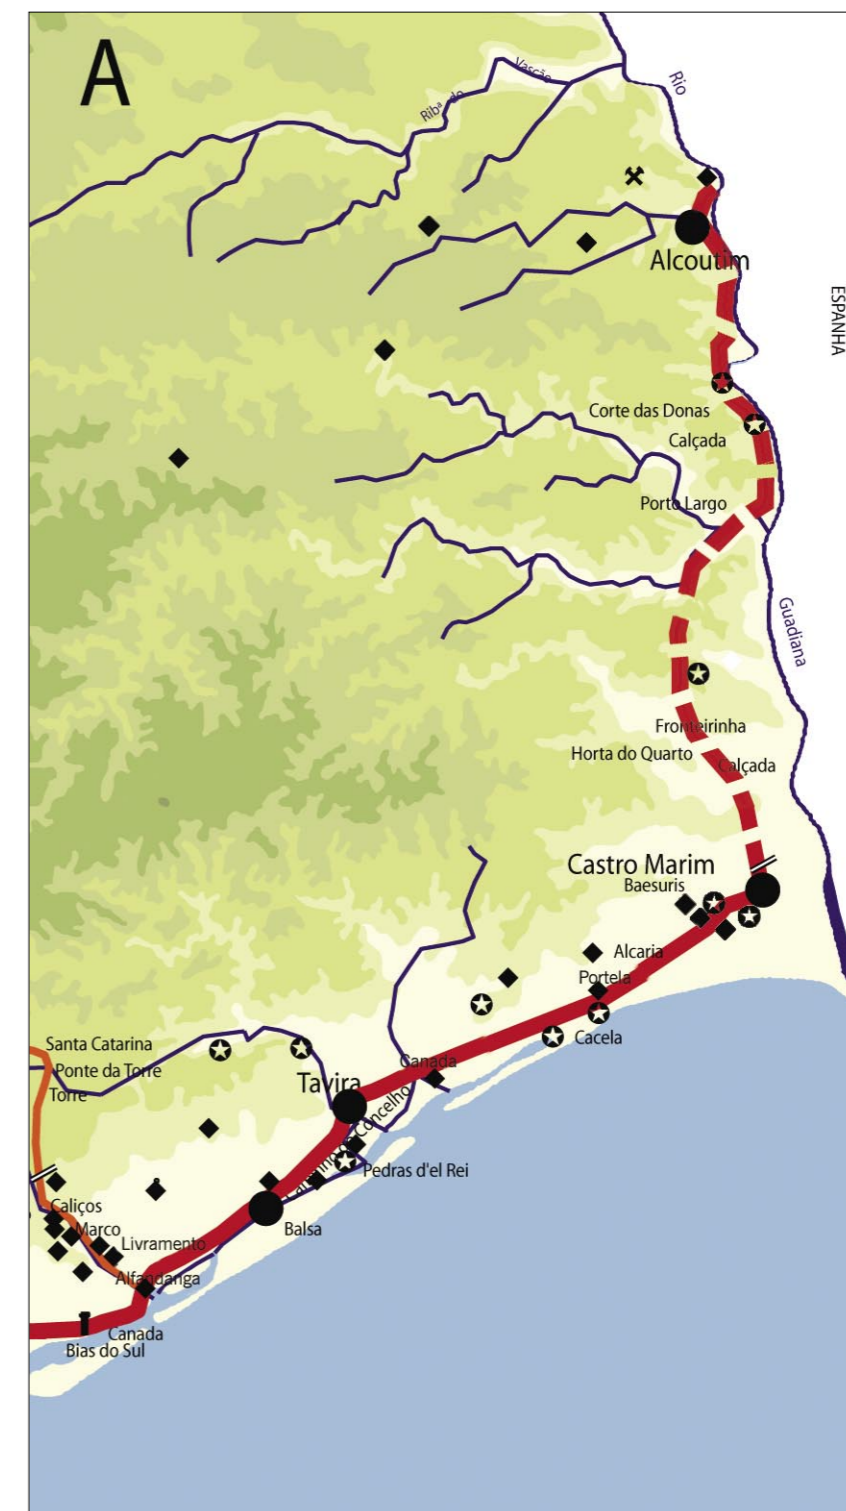 A
Ribª do Vascão
Rio
Alcoutim
ESPANHA
Corte das Donas
Calçada
Porto Largo
Guadiana
Fronteirinha
Horta do Quarto
Calçada
Castro Marim
Baesuris
Alcaria
Portela
Cacela
Santa Catarina
Ponte da Torre
Torre
Canada
Tavira
Caminho do Concelho
Pedras d'el Rei
Balsa
Caliços
Marco
Livramento
Alfandanga
Canada
Bias do Sul